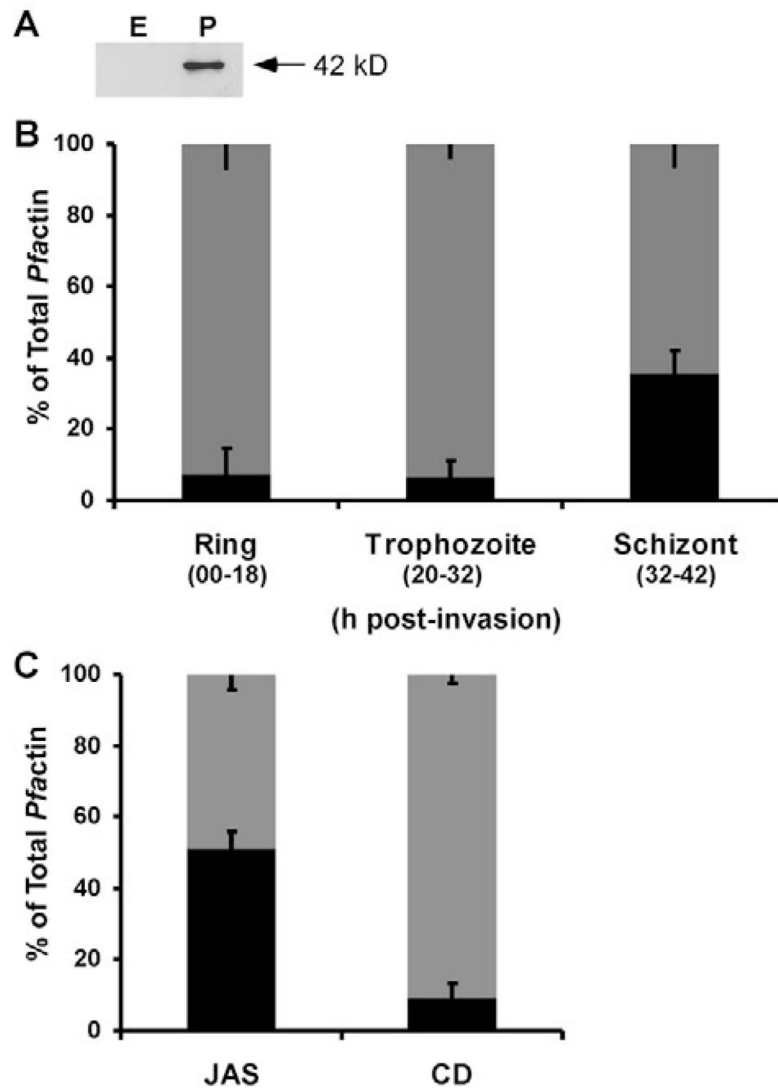 A
E P
42 kD
B
100
80
60
40
20
0
% of Total Pfactin
Ring Trophozoite Schizont
(00-18) (20-32) (32-42)
(h post-invasion)
C
100
80
60
40
20
0
% of Total Pfactin
JAS CD